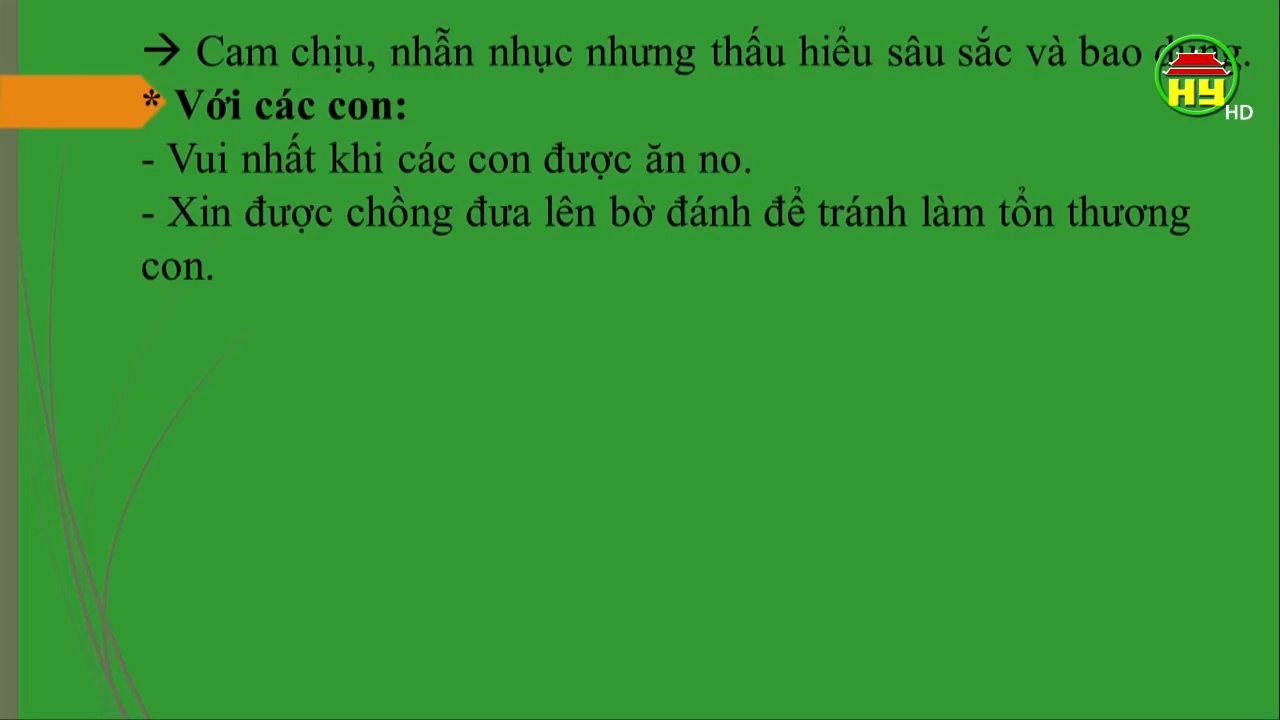 → Cam chịu, nhẫn nhục nhưng thấu hiểu sâu sắc và bao dung.
* Với các con:
- Vui nhất khi các con được ăn no.
- Xin được chồng đưa lên bờ đánh để tránh làm tổn thương
con.
HY
HD